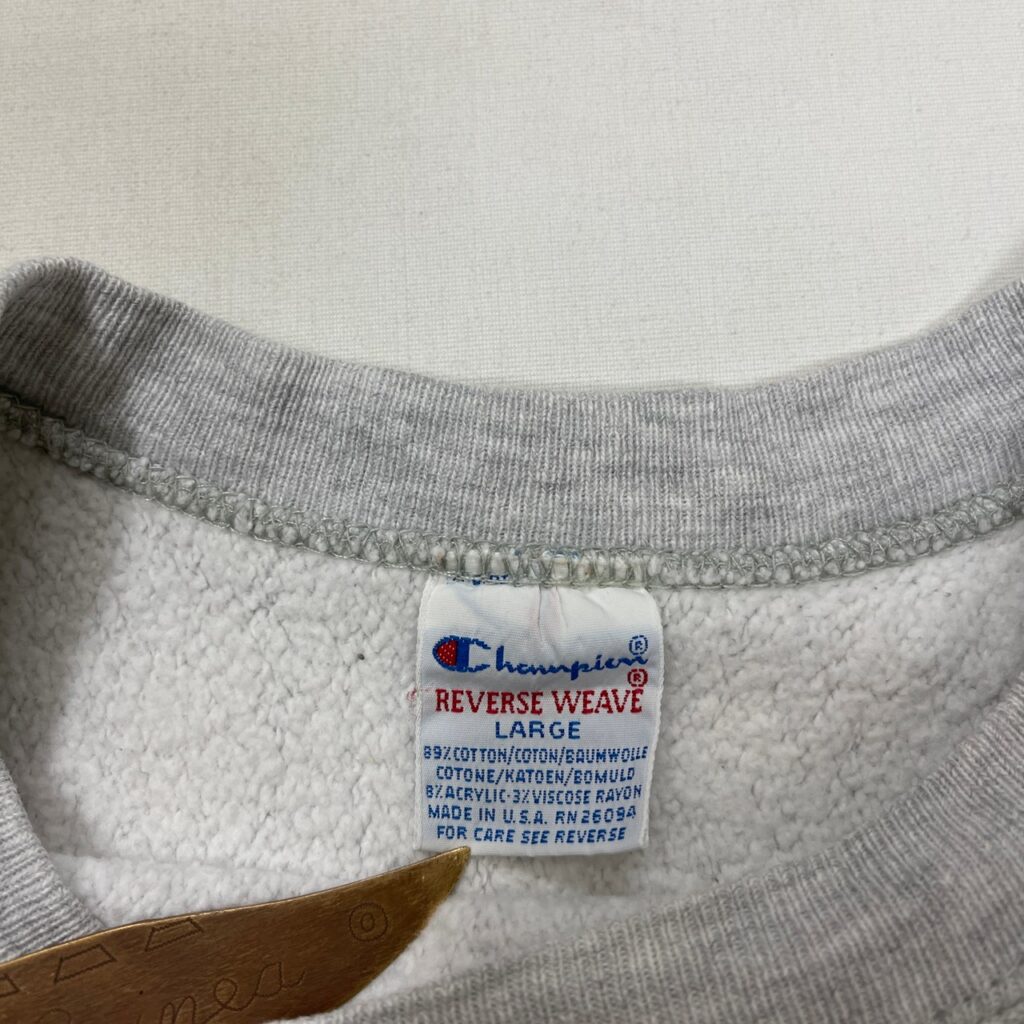 Champion®
REVERSE WEAVE®
LARGE
89% COTTON/COTON/BAUMWOLLE
COTONE/KATOEN/BOMULD
8% ACRYLIC·3% VISCOSE RAYON
MADE IN U.S.A. RN 26094
FOR CARE SEE REVERSE